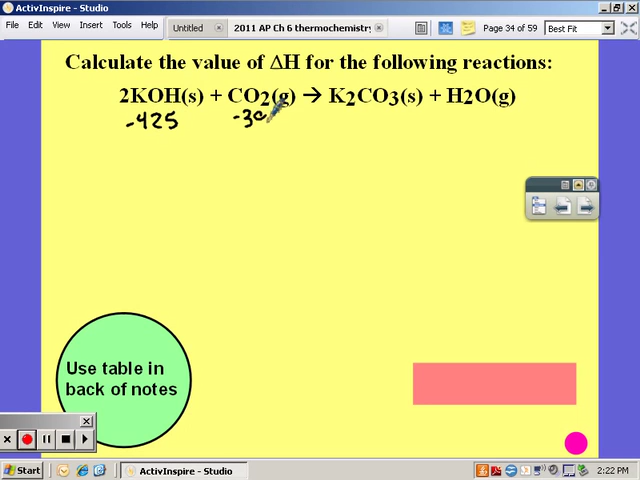 ActivInspire - Studio
File Edit View Insert Tools Help
Untitled 2011 AP Ch 6 thermochemistry. Page 34 of 59 Best Fit
Calculate the value of ΔH for the following reactions:
2KOH(s) + CO2(g) → K2CO3(s) + H2O(g)
-425
Use table in
back of notes
Start ActivInspire - Studio 2:22 PM